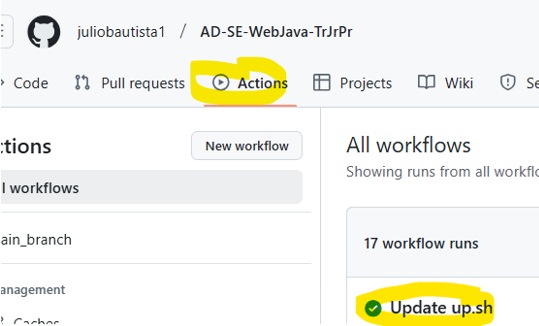 juliobautista1 / AD-SE-WebJava-TrJrPr
Code Pull requests Actions Projects Wiki Se
ctions
New workflow
l workflows
ain_branch
anagement
Caches
All workflows
Showing runs from all workflo
17 workflow runs
Update up.sh